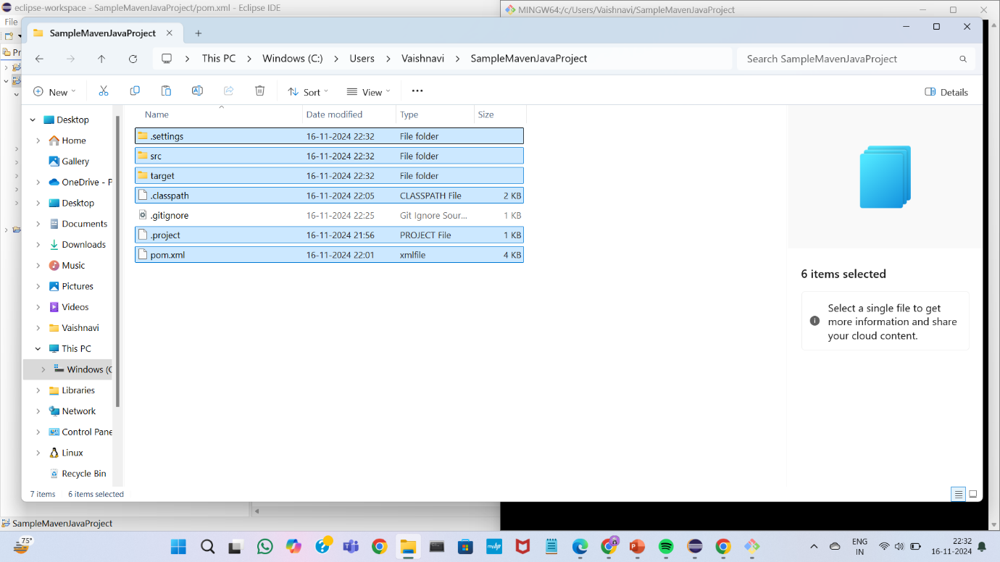 eclipse-workspace - SampleMavenJavaProject/pom.xml - Eclipse IDE
MINGW64:/c/Users/Vaishnavi/SampleMavenJavaProject
File
SampleMavenJavaProject
Pr
This PC > Windows (C:) > Users > Vaishnavi > SampleMavenJavaProject
Search SampleMavenJavaProject
New
Sort
View
Details
Name Date modified Type Size
.settings 16-11-2024 22:32 File folder
src 16-11-2024 22:32 File folder
target 16-11-2024 22:32 File folder
.classpath 16-11-2024 22:05 CLASSPATH File 2 KB
.gitignore 16-11-2024 22:25 Git Ignore Sour... 1 KB
.project 16-11-2024 21:56 PROJECT File 1 KB
pom.xml 16-11-2024 22:01 xmlfile 4 KB
Desktop
Home
Gallery
OneDrive - P
Desktop
Documents
Downloads
Music
Pictures
Videos
Vaishnavi
This PC
Windows (C
Libraries
Network
Control Pane
Linux
Recycle Bin
6 items selected
Select a single file to get
more information and share
your cloud content.
7 items 6 items selected
SampleMavenJavaProject
75°
myhp
ENG
IN
22:32
16-11-2024